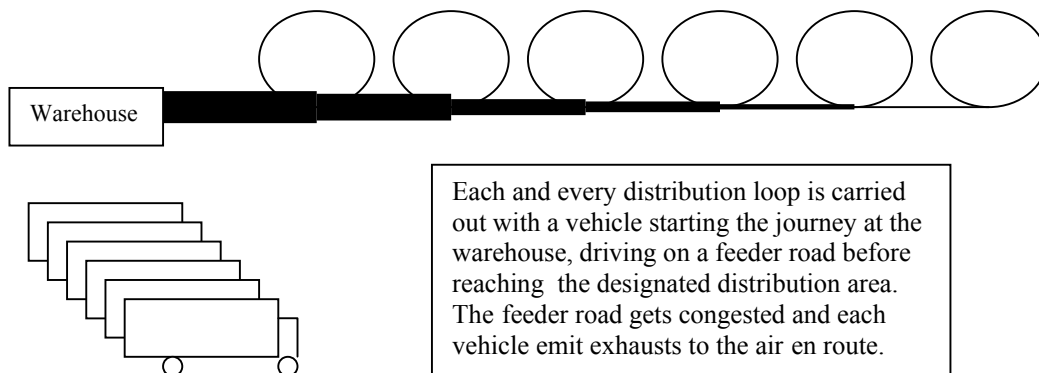 Warehouse
Each and every distribution loop is carried
out with a vehicle starting the journey at the
warehouse, driving on a feeder road before
reaching  the designated distribution area.
The feeder road gets congested and each
vehicle emit exhausts to the air en route.